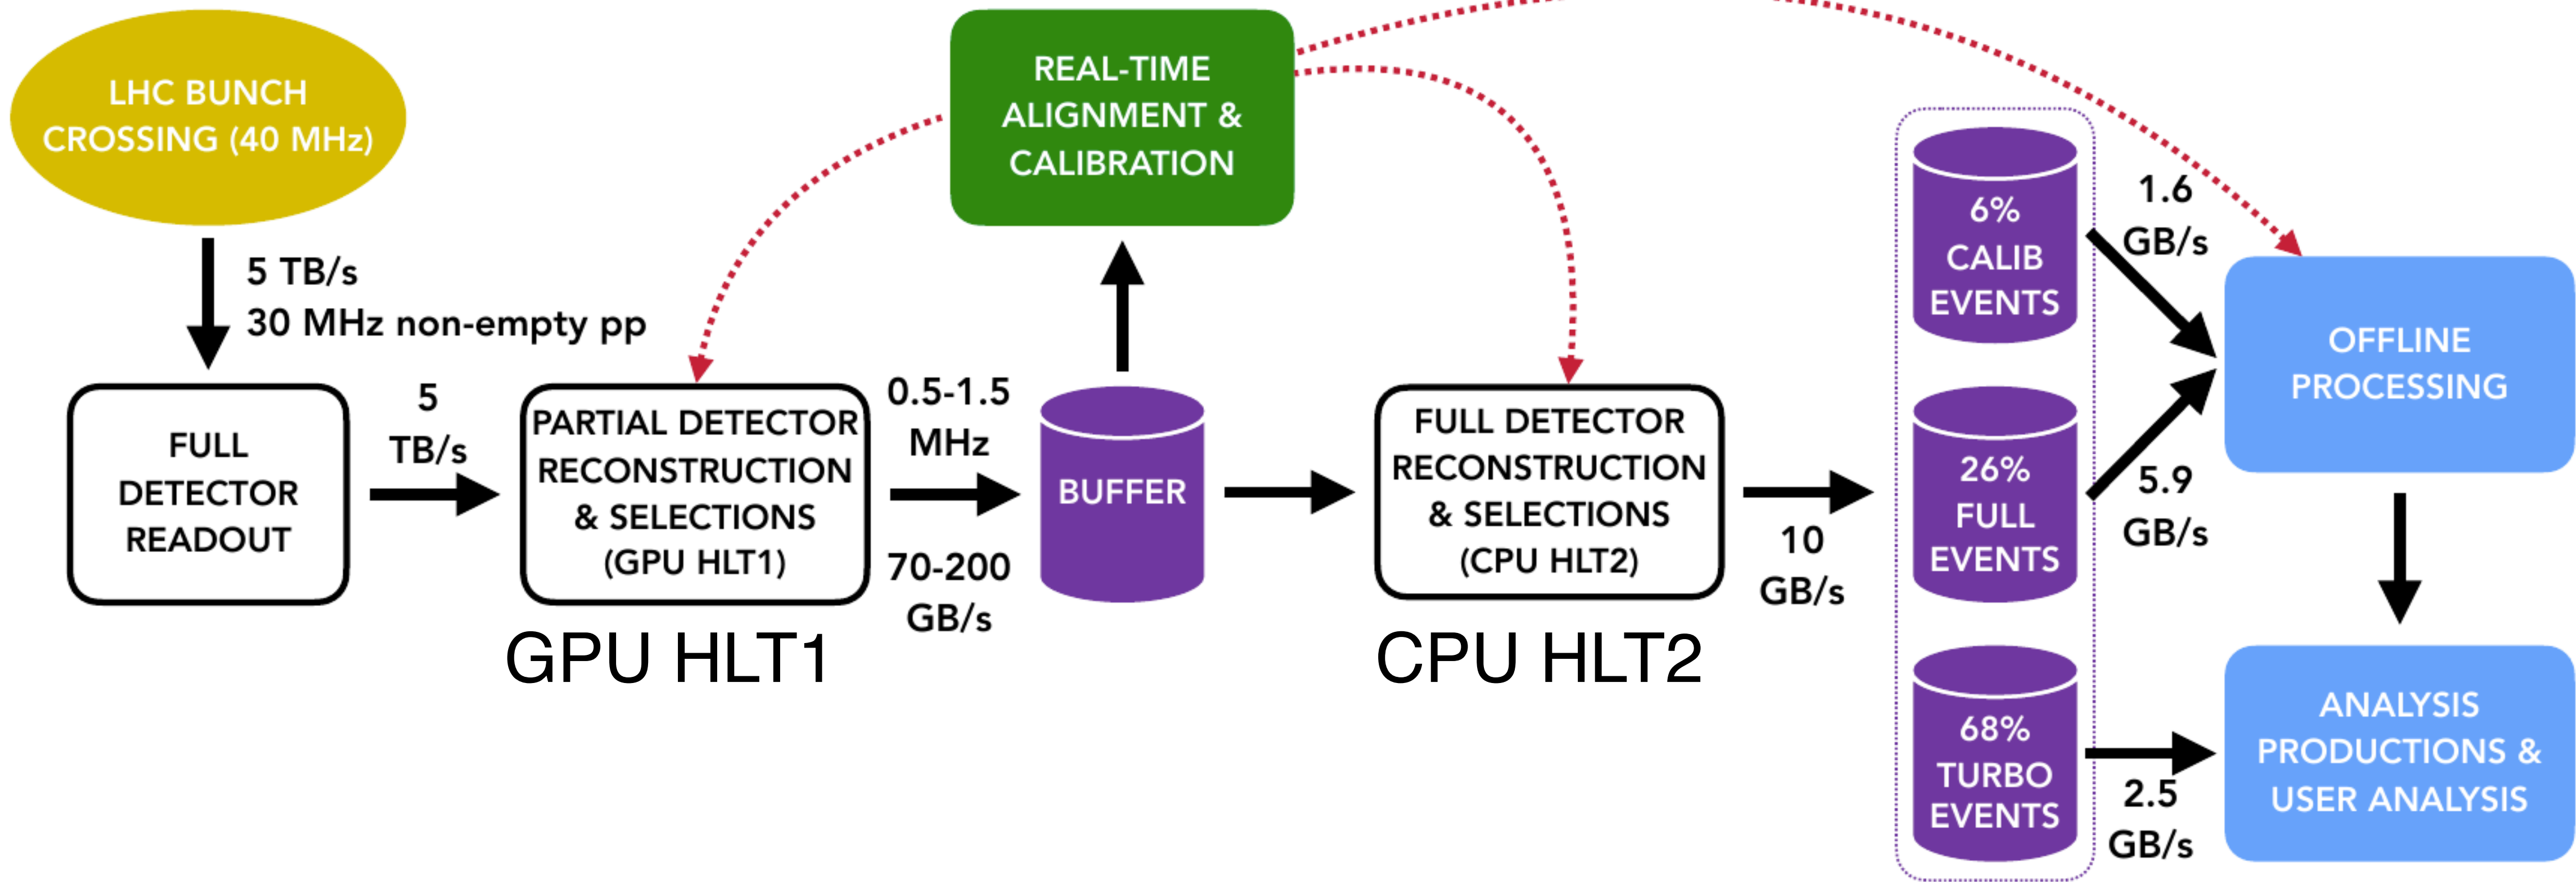 LHC BUNCH
CROSSING (40 MHz)
5 TB/s
30 MHz non-empty pp
FULL
DETECTOR
READOUT
5
TB/s
PARTIAL DETECTOR
RECONSTRUCTION
& SELECTIONS
(GPU HLT1)
GPU HLT1
0.5-1.5
MHz
70-200
GB/s
BUFFER
REAL-TIME
ALIGNMENT &
CALIBRATION
FULL DETECTOR
RECONSTRUCTION
& SELECTIONS
(CPU HLT2)
CPU HLT2
10
GB/s
6%
CALIB
EVENTS
1.6
GB/s
26%
FULL
EVENTS
5.9
GB/s
68%
TURBO
EVENTS
2.5
GB/s
OFFLINE
PROCESSING
ANALYSIS
PRODUCTIONS &
USER ANALYSIS